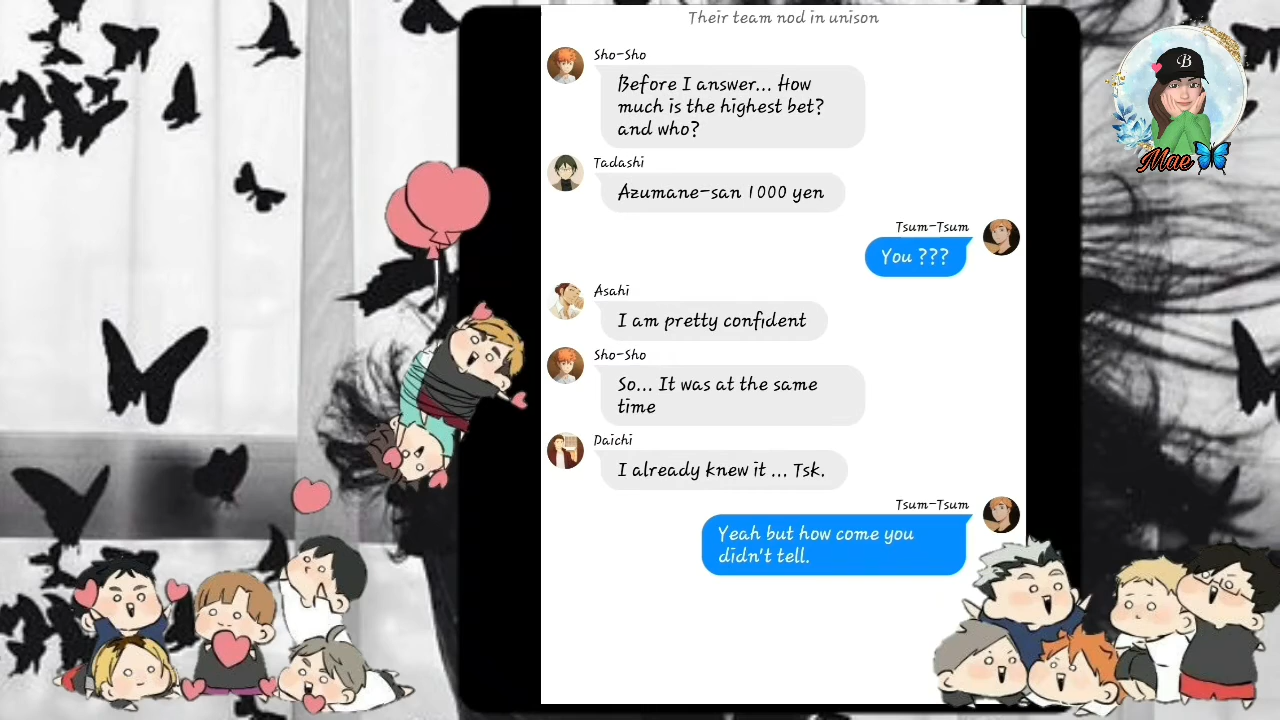 Their team nod in unison
Sho-Sho
Before I answer... How
much is the highest bet?
and who?
Tadashi
Azumane-san 1000 yen
Tsum-Tsum
You ???
Asahi
I am pretty confident
Sho-Sho
So... It was at the same
time
Daichi
I already knew it ... Tsk.
Tsum-Tsum
Yeah but how come you
didn't tell.
B
Mae